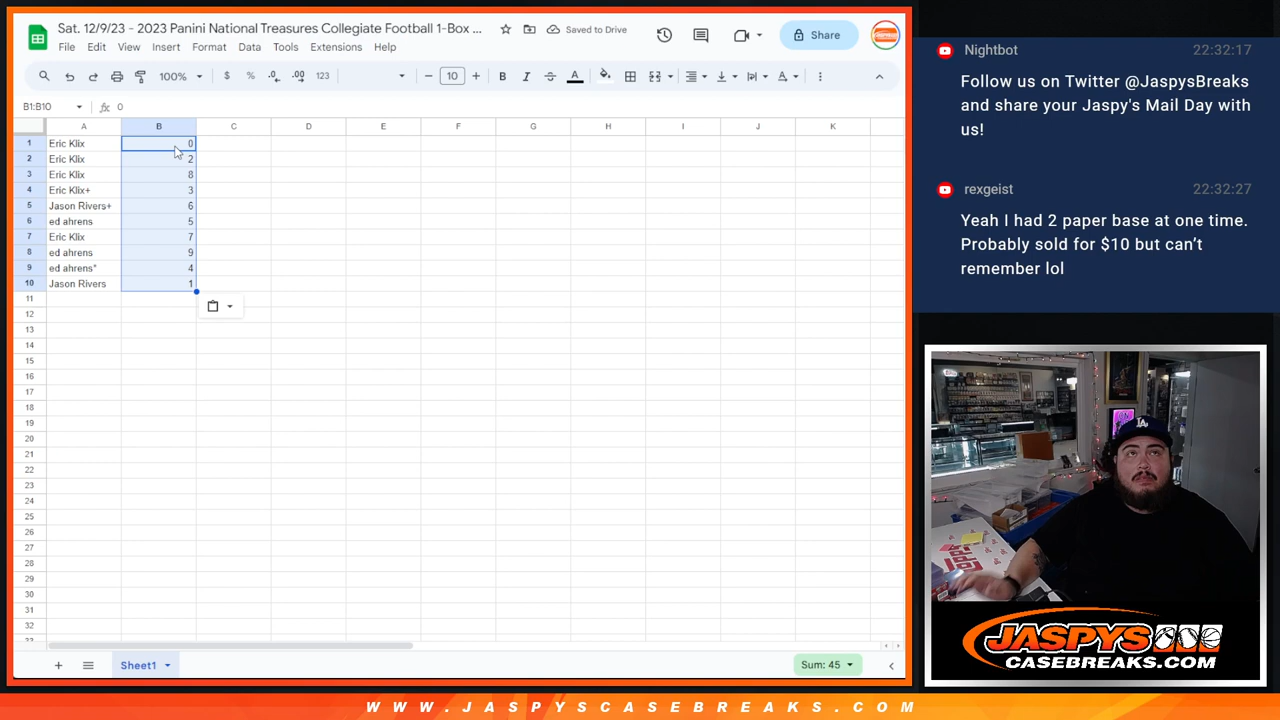 Sat. 12/9/23 - 2023 Panini National Treasures Collegiate Football 1-Box ...
Saved to Drive
Share
File Edit View Insert Format Data Tools Extensions Help
100% $ % .0 .00 123 10 B I A
B1:B10 fx 0
A B C D E F G H I J K
1 Eric Klix 0
2 Eric Klix 2
3 Eric Klix 8
4 Eric Klix+ 3
5 Jason Rivers+ 6
6 ed ahrens 5
7 Eric Klix 7
8 ed ahrens 9
9 ed ahrens* 4
10 Jason Rivers 1
11
12
13
14
15
16
17
18
19
20
21
22
23
24
25
26
27
28
29
30
31
32
33
Sheet1
Sum: 45
Nightbot 22:32:17
Follow us on Twitter @JaspysBreaks
and share your Jaspy's Mail Day with
us!
rexgeist 22:32:27
Yeah I had 2 paper base at one time.
Probably sold for $10 but can't
remember lol
LA
JASPYS
CASEBREAKS.COM
WWW.JASPYSCASEBREAKS.COM